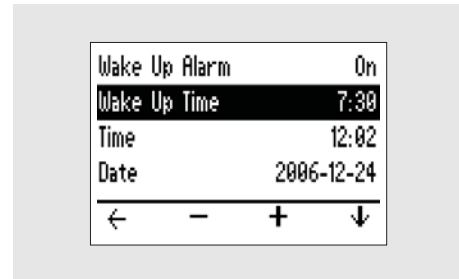 Wake Up Alarm On
Wake Up Time 7:30
Time 12:02
Date 2006-12-24
← − + ↓